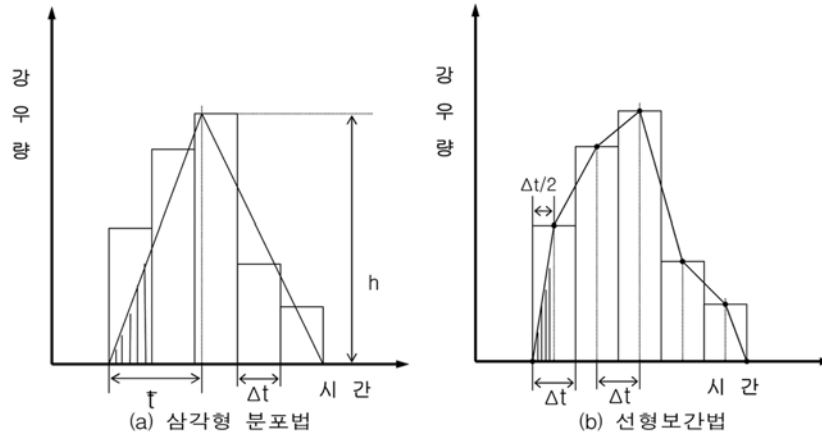 강
우
량
h
t̄
Δt
시 간
(a) 삼각형 분포법
강
우
량
Δt/2
Δt
Δt
시 간
(b) 선형보간법